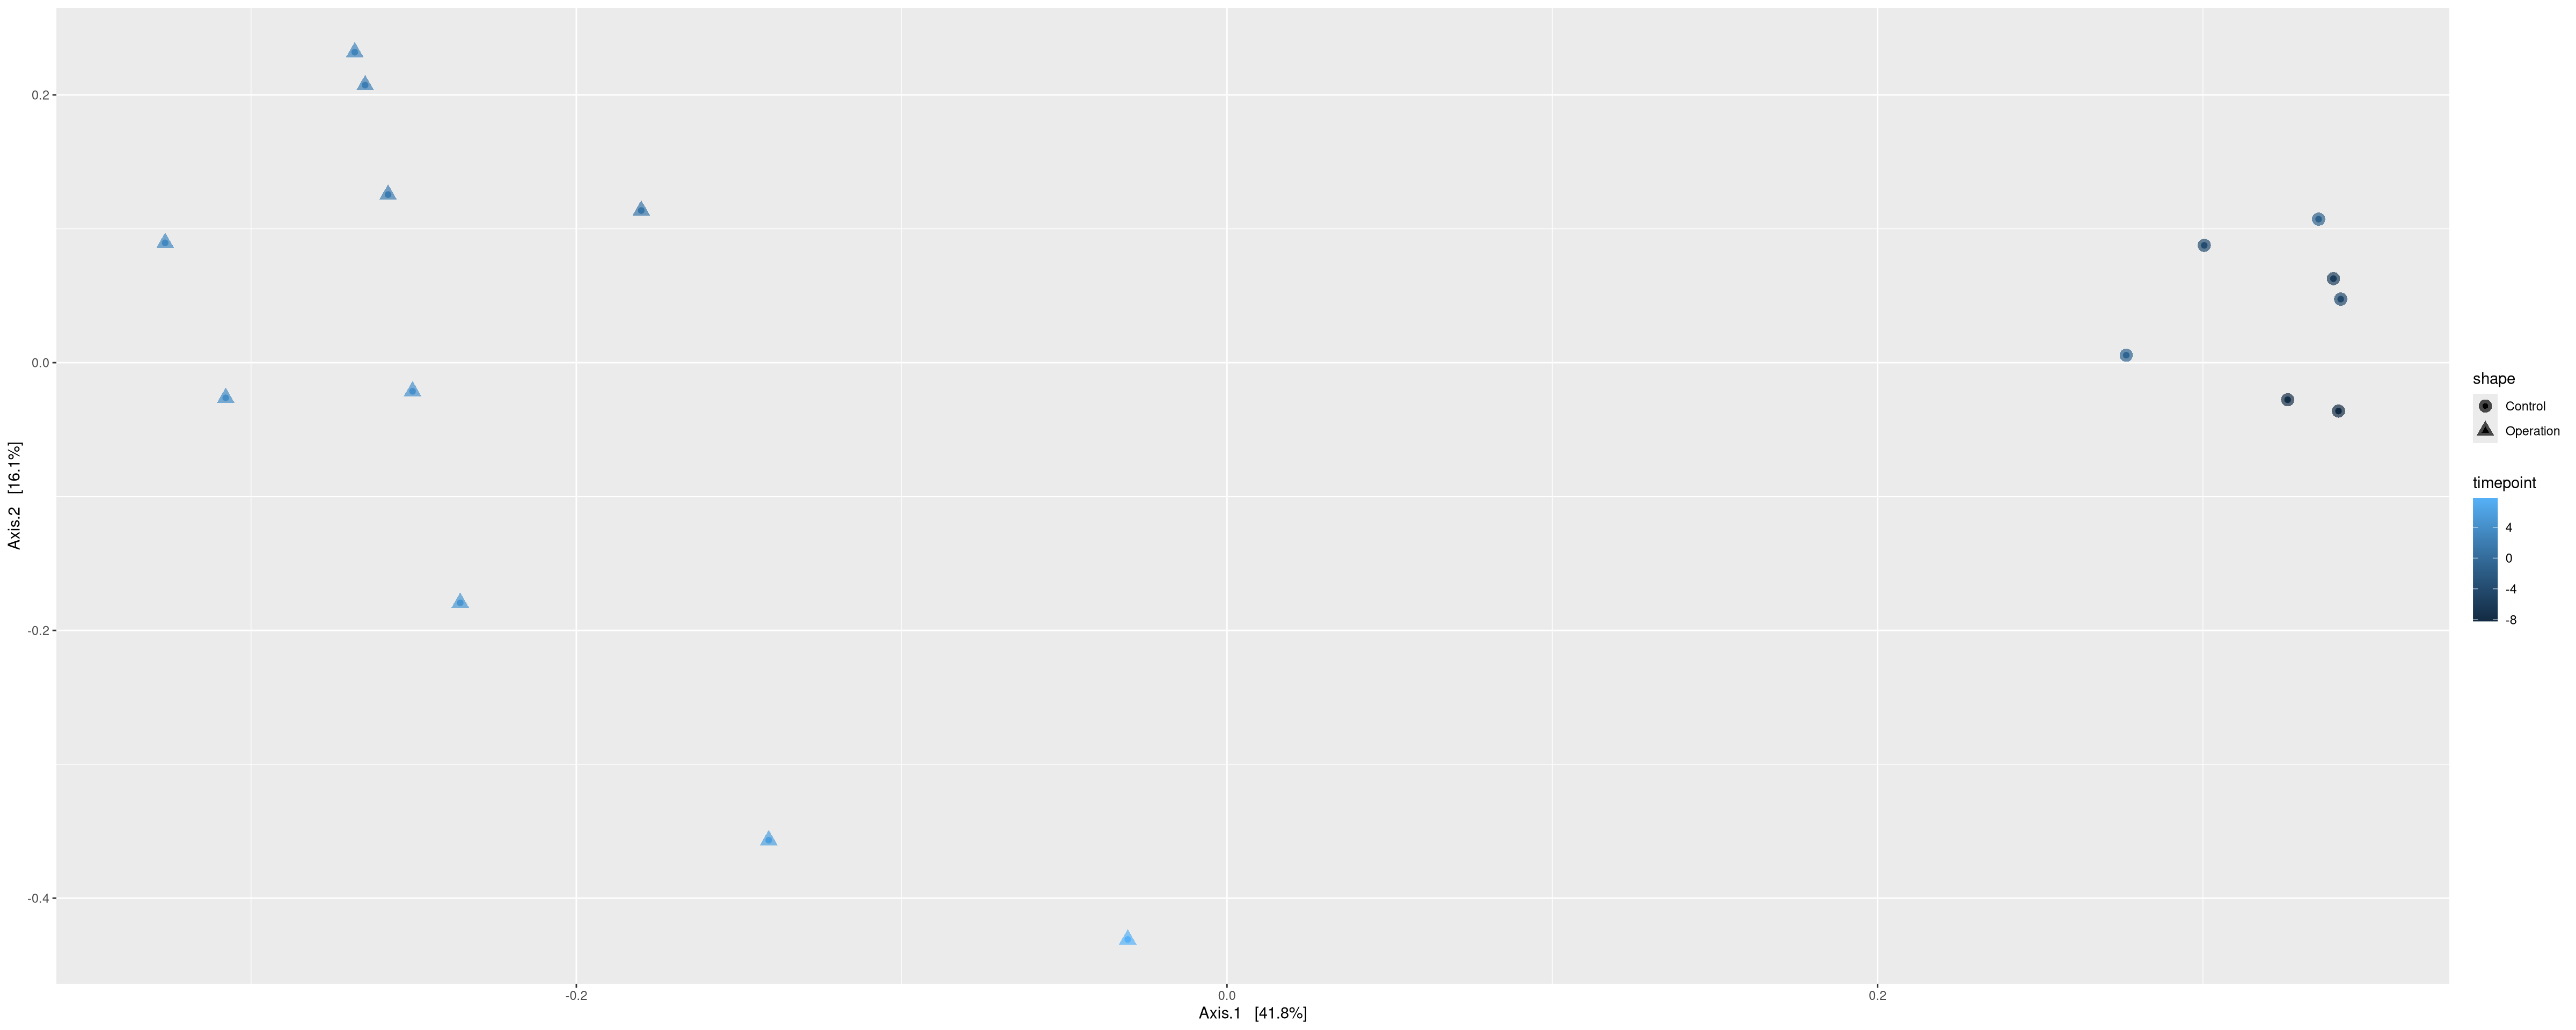 0.2
0.0
-0.2
-0.4
Axis.2 [16.1%]
-0.2
0.0
0.2
Axis.1 [41.8%]
shape
Control
Operation
timepoint
4
0
-4
-8